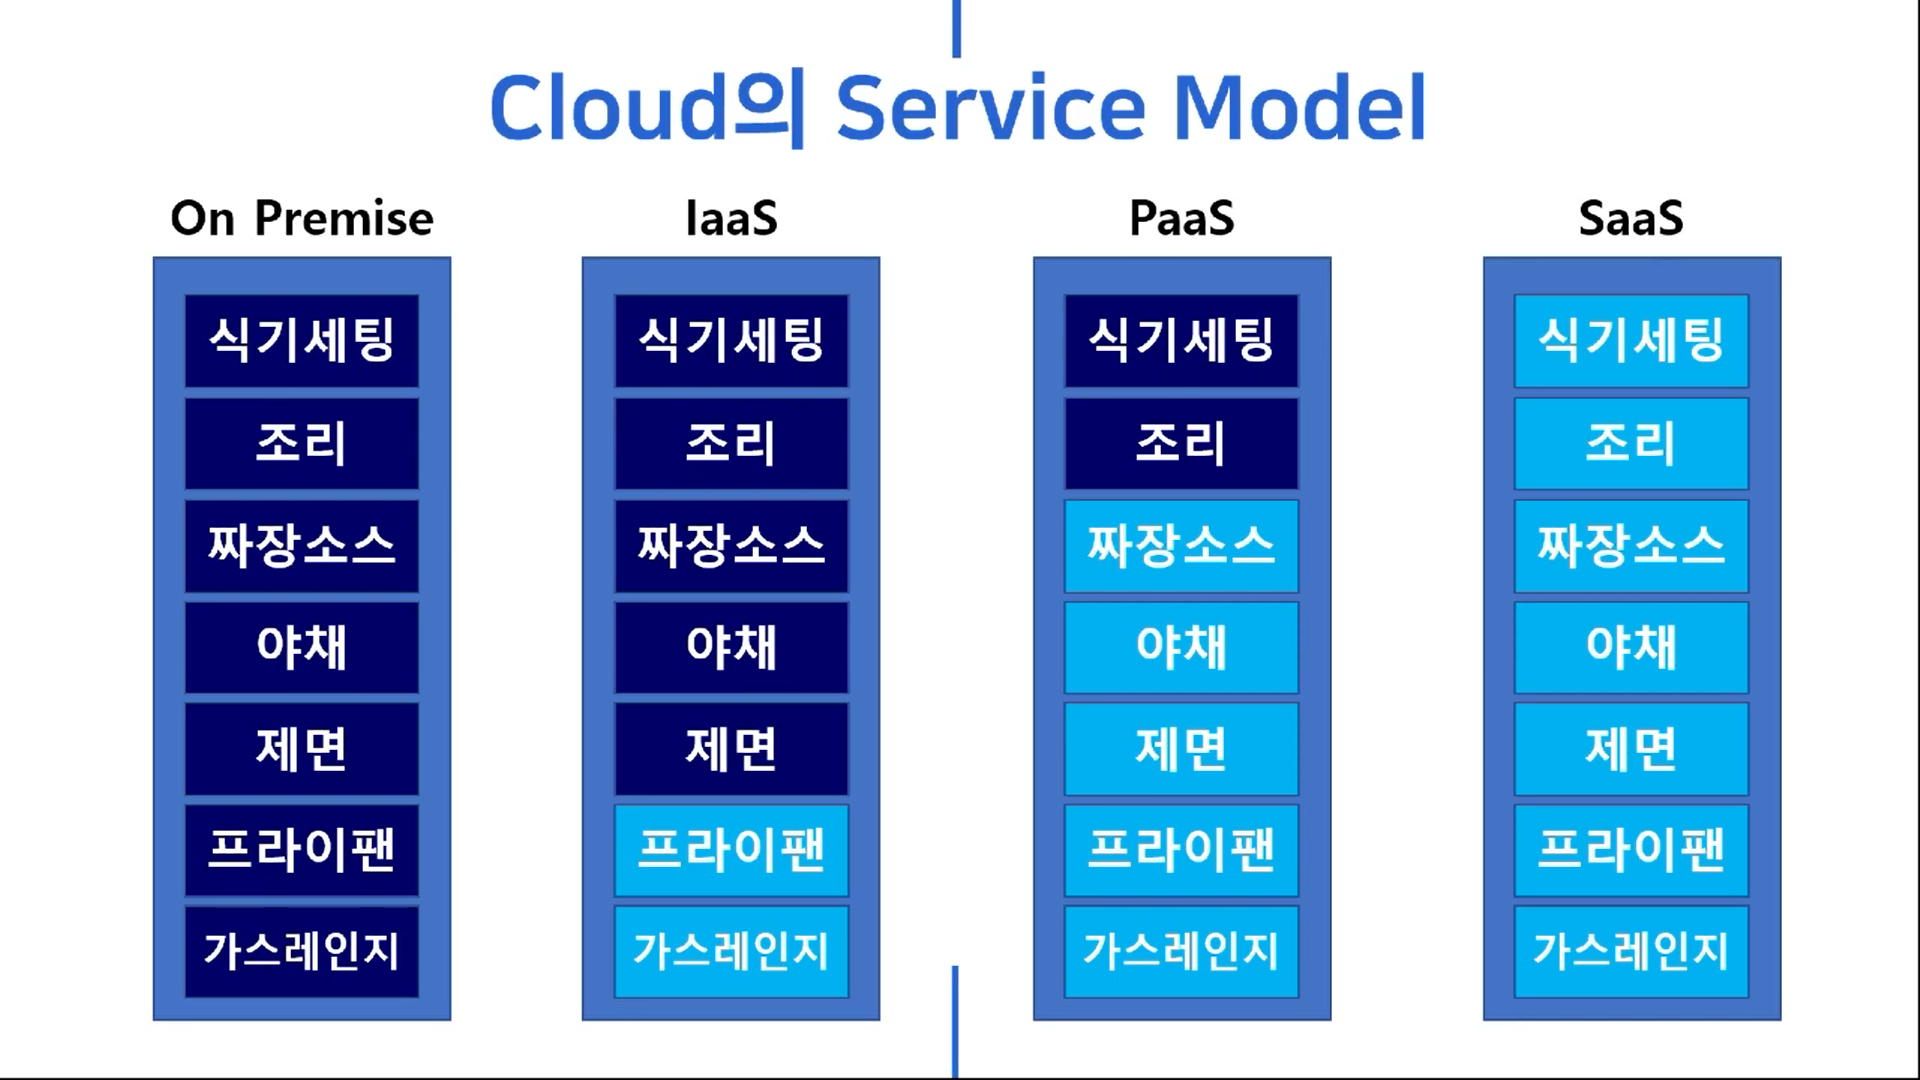 Cloud의 Service Model
On Premise
식기세팅
조리
짜장소스
야채
제면
프라이팬
가스레인지
IaaS
식기세팅
조리
짜장소스
야채
제면
프라이팬
가스레인지
PaaS
식기세팅
조리
짜장소스
야채
제면
프라이팬
가스레인지
SaaS
식기세팅
조리
짜장소스
야채
제면
프라이팬
가스레인지